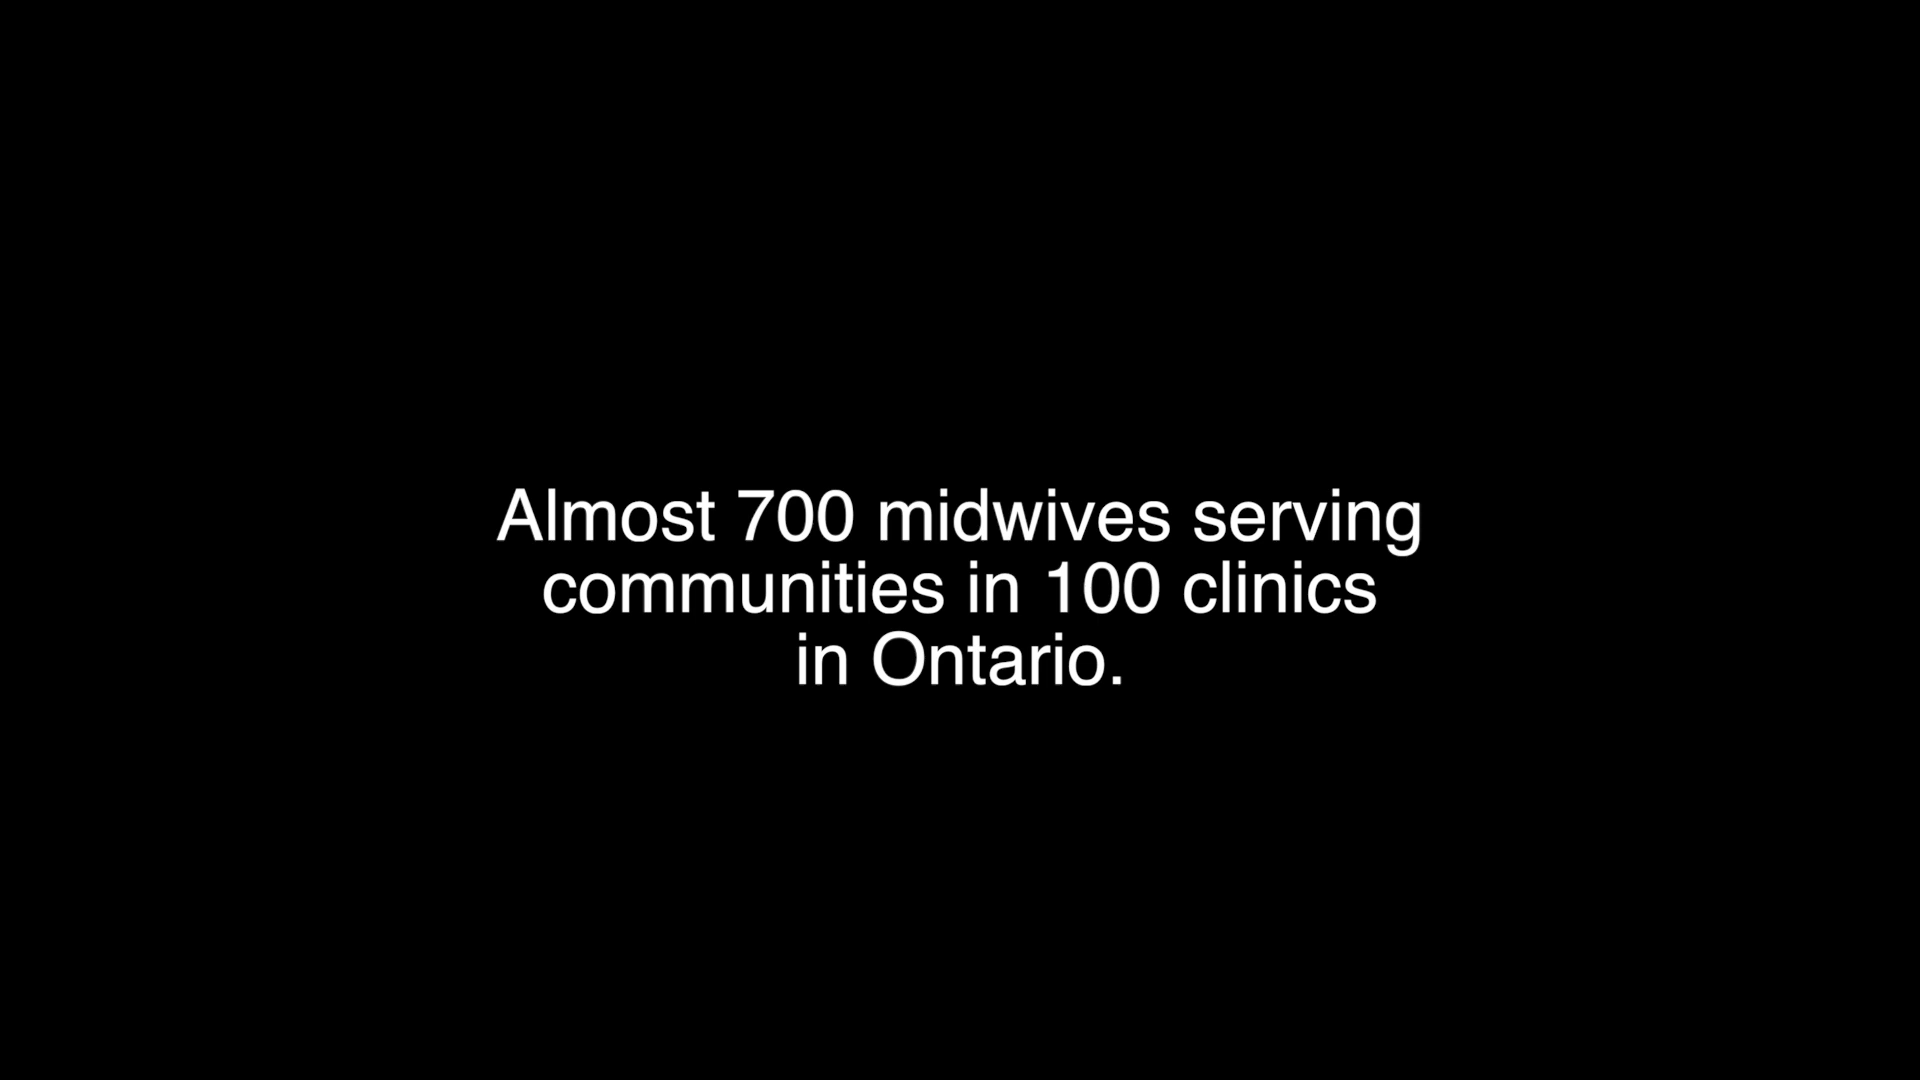 Almost 700 midwives serving
communities in 100 clinics
in Ontario.